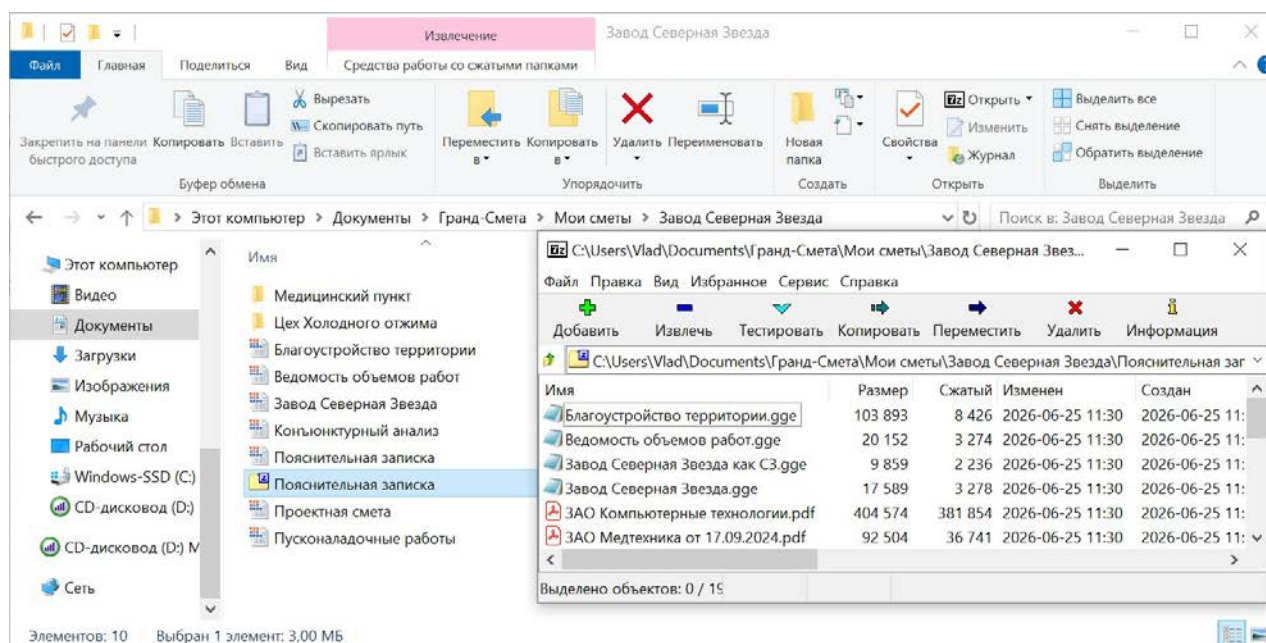 Извлечение
Завод Северная Звезда
Файл Главная Поделиться Вид Средства работы со сжатыми папками
Закрепить на панели быстрого доступа
Копировать
Вставить
Вырезать
Скопировать путь
Вставить ярлык
Буфер обмена
Переместить в
Копировать в
Удалить
Переименовать
Упорядочить
Новая папка
Создать
Свойства
Открыть
Изменить
Журнал
Открыть
Выделить все
Снять выделение
Обратить выделение
Выделить
Этот компьютер > Документы > Гранд-Смета > Мои сметы > Завод Северная Звезда
Поиск в: Завод Северная Звезда
Этот компьютер
Видео
Документы
Загрузки
Изображения
Музыка
Рабочий стол
Windows-SSD (C:)
CD-дисковод (D:)
CD-дисковод (D:) M
Сеть
Имя
Медицинский пункт
Цех Холодного отжима
Благоустройство территории
Ведомость объемов работ
Завод Северная Звезда
Конъюнктурный анализ
Пояснительная записка
Пояснительная записка
Проектная смета
Пусконаладочные работы
7z C:\Users\Vlad\Documents\Гранд-Смета\Мои сметы\Завод Северная Звез...
Файл Правка Вид Избранное Сервис Справка
Добавить Извлечь Тестировать Копировать Переместить Удалить Информация
C:\Users\Vlad\Documents\Гранд-Смета\Мои сметы\Завод Северная Звезда\Пояснительная заг
Имя Размер Сжатый Изменен Создан
Благоустройство территории.gge 103 893 8 426 2026-06-25 11:30 2026-06-25 11:
Ведомость объемов работ.gge 20 152 3 274 2026-06-25 11:30 2026-06-25 11:
Завод Северная Звезда как СЗ.gge 9 859 2 236 2026-06-25 11:30 2026-06-25 11:
Завод Северная Звезда.gge 17 589 3 278 2026-06-25 11:30 2026-06-25 11:
ЗАО Компьютерные технологии.pdf 404 574 381 854 2026-06-25 11:30 2026-06-25 11:
ЗАО Медтехника от 17.09.2024.pdf 92 504 36 741 2026-06-25 11:30 2026-06-25 11:
Выделено объектов: 0 / 19
Элементов: 10 Выбран 1 элемент: 3,00 МБ